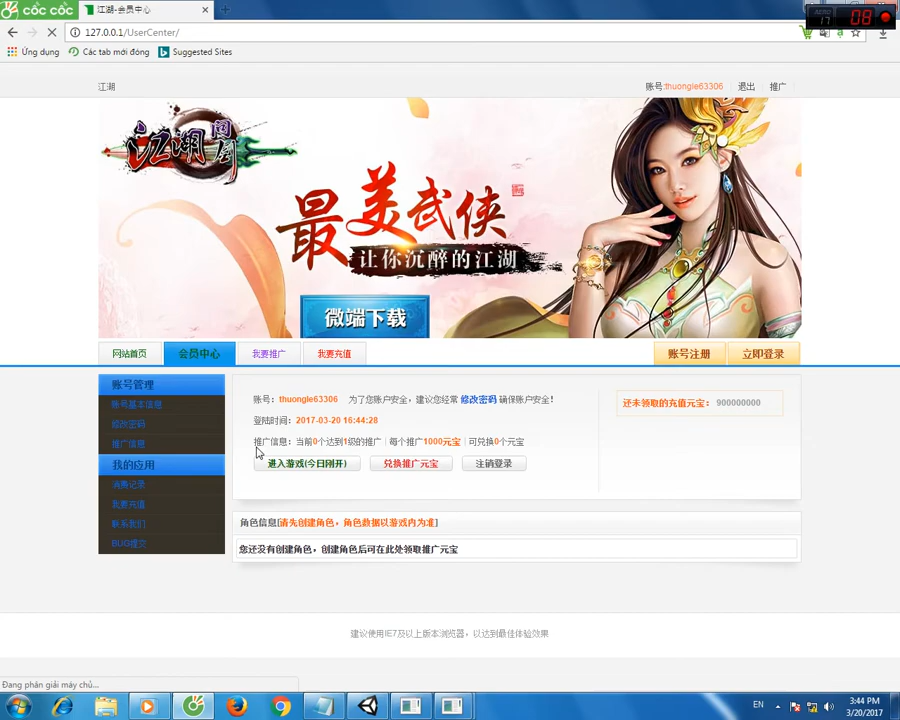 cốc cốc
江湖-会员中心
127.0.0.1/UserCenter/
Ứng dụng
Các tab mới đóng
Suggested Sites
江湖
账号:thuongle63306
退出
推广
江湖
最美武侠
让你沉醉的江湖
微端下载
网站首页
会员中心
我要推广
我要充值
账号注册
立即登录
账号管理
账号基本信息
修改密码
推广信息
我的应用
消费记录
我要充值
联系我们
BUG提交
账号：thuongle63306 为了您账户安全，建议您经常 修改密码 确保账户安全！
登陆时间：2017-03-20 16:44:28
推广信息：当前0个达到1级的推广｜每个推广1000元宝｜可兑换0个元宝
进入游戏(今日刚开)
兑换推广元宝
注销登录
还未领取的充值元宝： 900000000
角色信息[请先创建角色，角色数据以游戏内为准]
您还没有创建角色，创建角色后可在此处领取推广元宝
建议使用IE7及以上版本浏览器，以达到最佳体验效果
Đang phân giải máy chủ...
EN
3:44 PM
3/20/2017
17
08